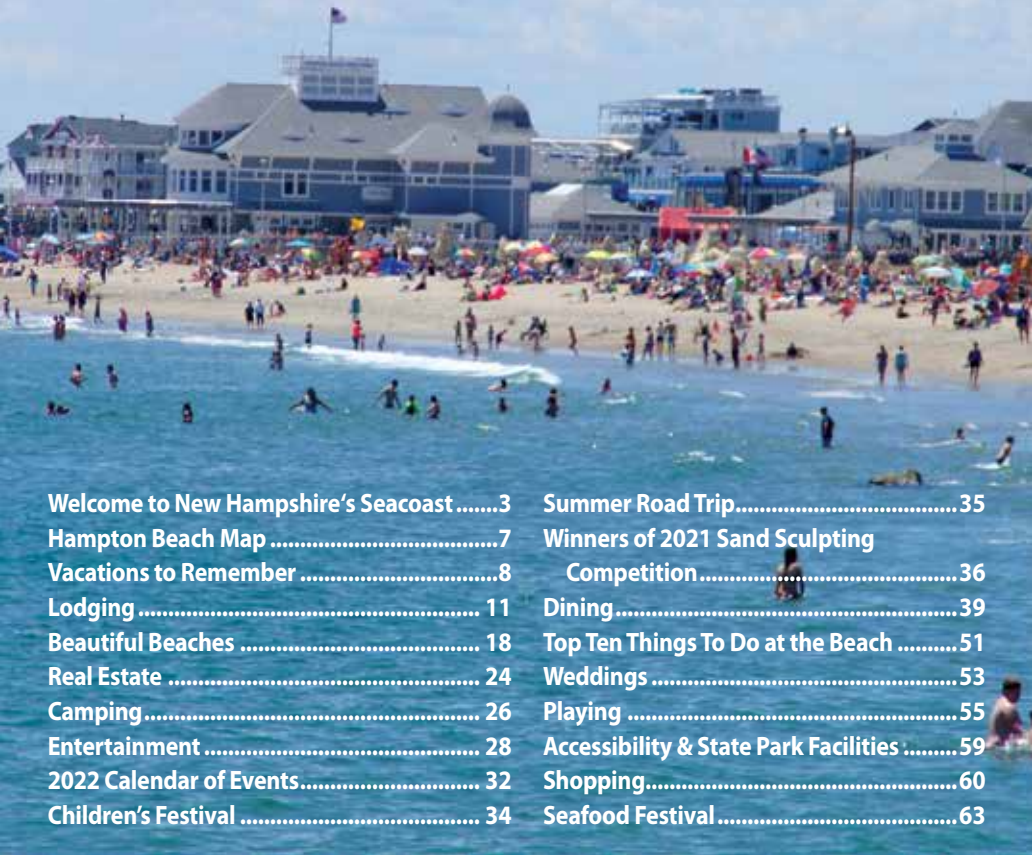 Welcome to New Hampshire‘s Seacoast.......3
Hampton Beach Map......................................7
Vacations to Remember.................................8
Lodging......................................................... 11
Beautiful Beaches ........................................ 18
Real Estate .................................................... 24
Camping........................................................ 26
Entertainment.............................................. 28
2022 Calendar of Events.............................. 32
Children’s Festival ........................................ 34
Summer Road Trip.....................................35
Winners of 2021 Sand Sculpting
Competition...........................................36
Dining.........................................................39
Top Ten Things To Do at the Beach ..........51
Weddings...................................................53
Playing .......................................................55
Accessibility & State Park Facilities .........59
Shopping....................................................60
Seafood Festival........................................63